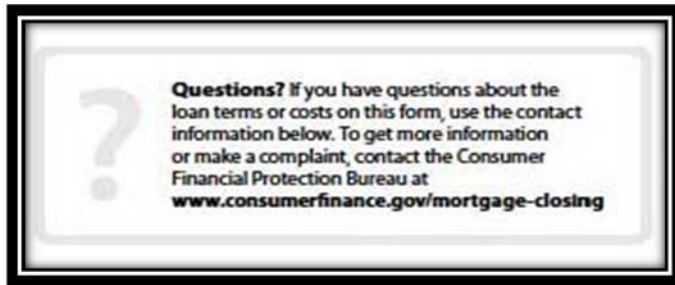 ?
Questions? If you have questions about the
loan terms or costs on this form, use the contact
information below. To get more information
or make a complaint, contact the Consumer
Financial Protection Bureau at
www.consumerfinance.gov/mortgage-closing